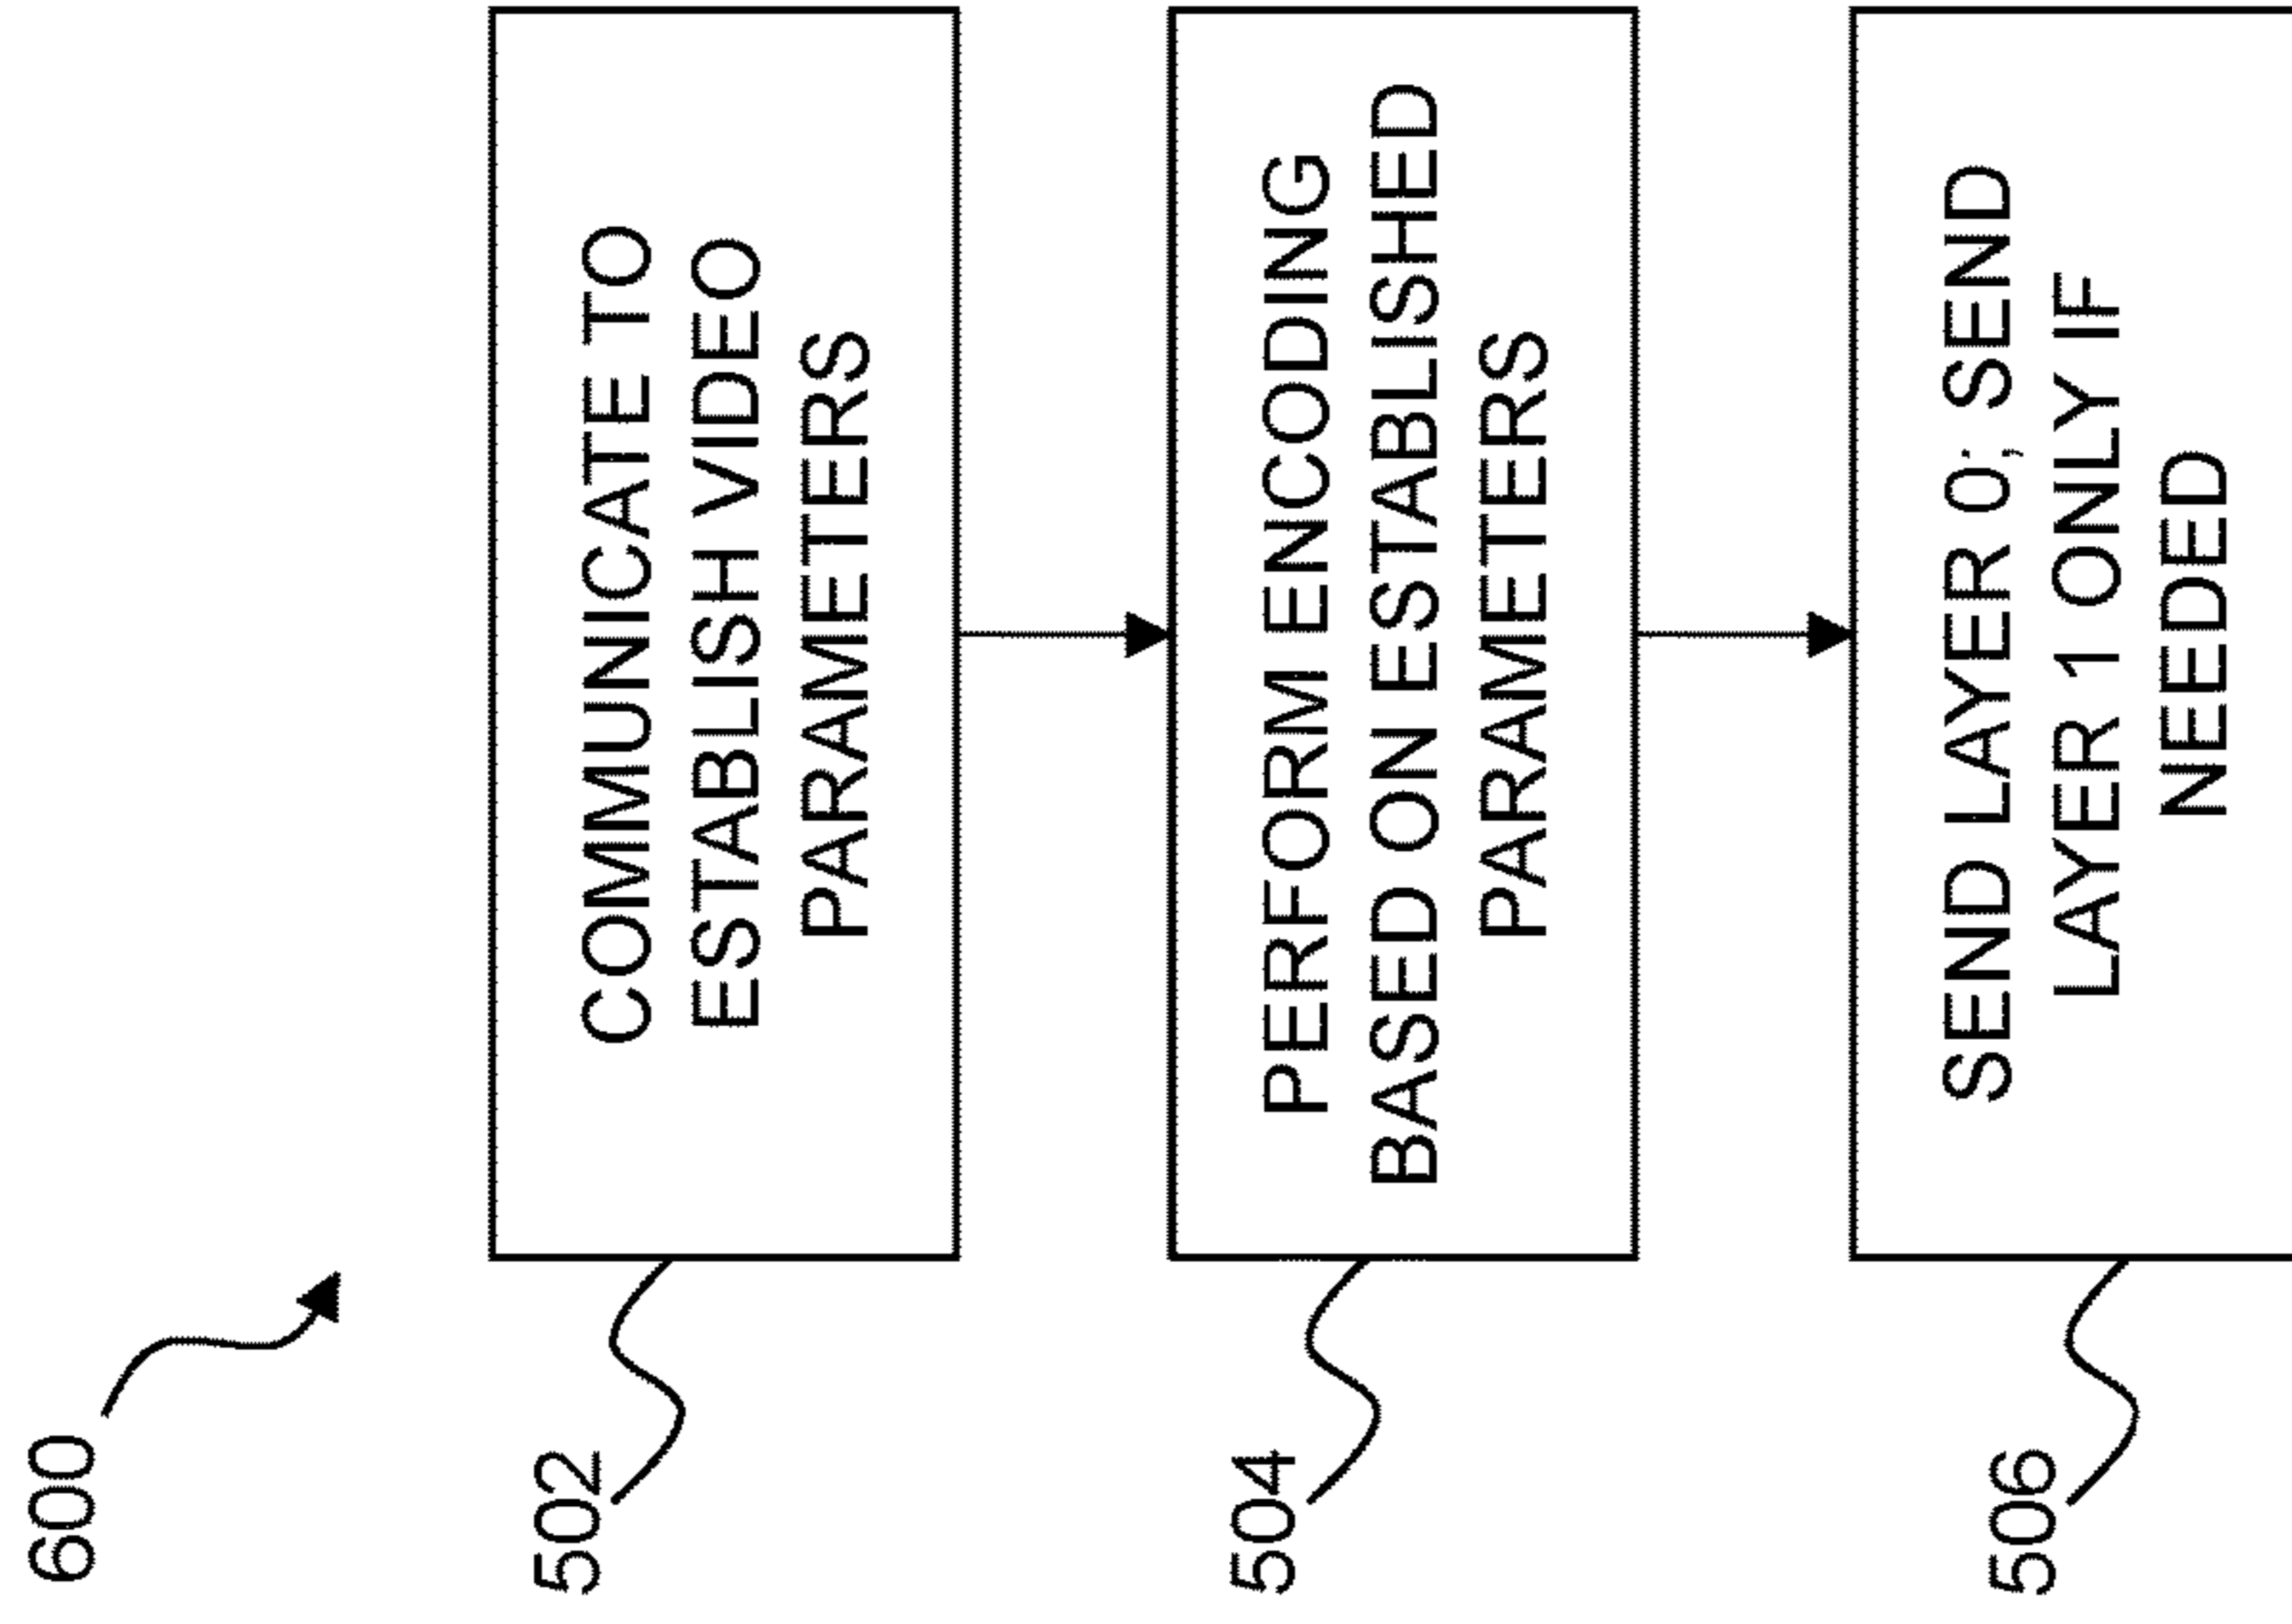 600
502
COMMUNICATE TO
ESTABLISH VIDEO
PARAMETERS
504
PERFORM ENCODING
BASED ON ESTABLISHED
PARAMETERS
506
SEND LAYER 0; SEND
LAYER 1 ONLY IF
NEEDED